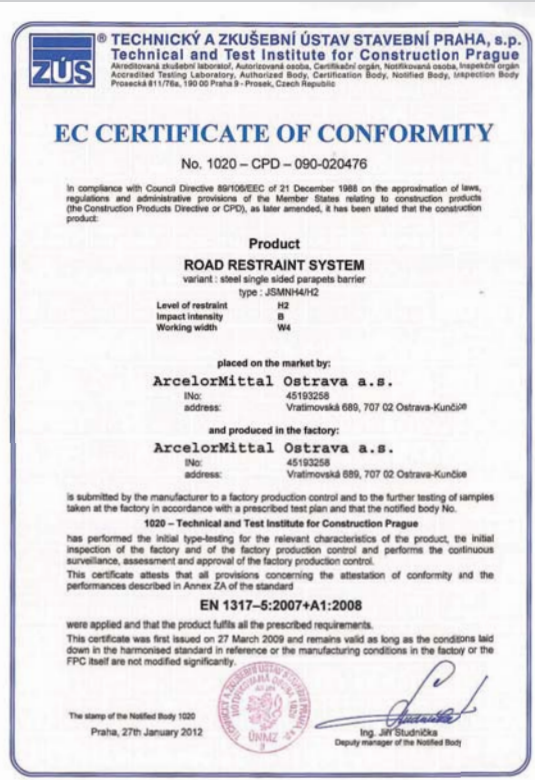 ZÚS
® TECHNICKÝ A ZKUŠEBNÍ ÚSTAV STAVEBNÍ PRAHA, s.p.
Technical and Test Institute for Construction Prague
Akreditovaná zkušební laboratoř, Autorizovaná osoba, Certifikační orgán, Notifikovaná osoba, Inspekční orgán
Accredited Testing Laboratory, Authorized Body, Certification Body, Notified Body, Inspection Body
Prosecká 811/76a, 190 00 Praha 9 - Prosek, Czech Republic
EC CERTIFICATE OF CONFORMITY
No. 1020 – CPD – 090-020476
In compliance with Council Directive 89/106/EEC of 21 December 1988 on the approximation of laws,
regulations and administrative provisions of the Member States relating to construction products
(the Construction Products Directive or CPD), as later amended, it has been stated that the construction
product:
Product
ROAD RESTRAINT SYSTEM
variant : steel single sided parapets barrier
type : JSMNH4/H2
Level of restraint H2
Impact intensity B
Working width W4
placed on the market by:
ArcelorMittal Ostrava a.s.
INo: 45193258
address: Vratimovská 689, 707 02 Ostrava-Kunčice
and produced in the factory:
ArcelorMittal Ostrava a.s.
INo: 45193258
address: Vratimovská 689, 707 02 Ostrava-Kunčice
is submitted by the manufacturer to a factory production control and to the further testing of samples
taken at the factory in accordance with a prescribed test plan and that the notified body No.
1020 – Technical and Test Institute for Construction Prague
has performed the initial type-testing for the relevant characteristics of the product, the initial
inspection of the factory and of the factory production control and performs the continuous
surveillance, assessment and approval of the factory production control.
This certificate attests that all provisions concerning the attestation of conformity and the
performances described in Annex ZA of the standard
EN 1317–5:2007+A1:2008
were applied and that the product fulfils all the prescribed requirements.
This certificate was first issued on 27 March 2009 and remains valid as long as the conditions laid
down in the harmonised standard in reference or the manufacturing conditions in the factory or the
FPC itself are not modified significantly.
ÚNMZ
The stamp of the Notified Body 1020
Praha, 27th January 2012
Ing. Jiří Studnička
Deputy manager of the Notified Body